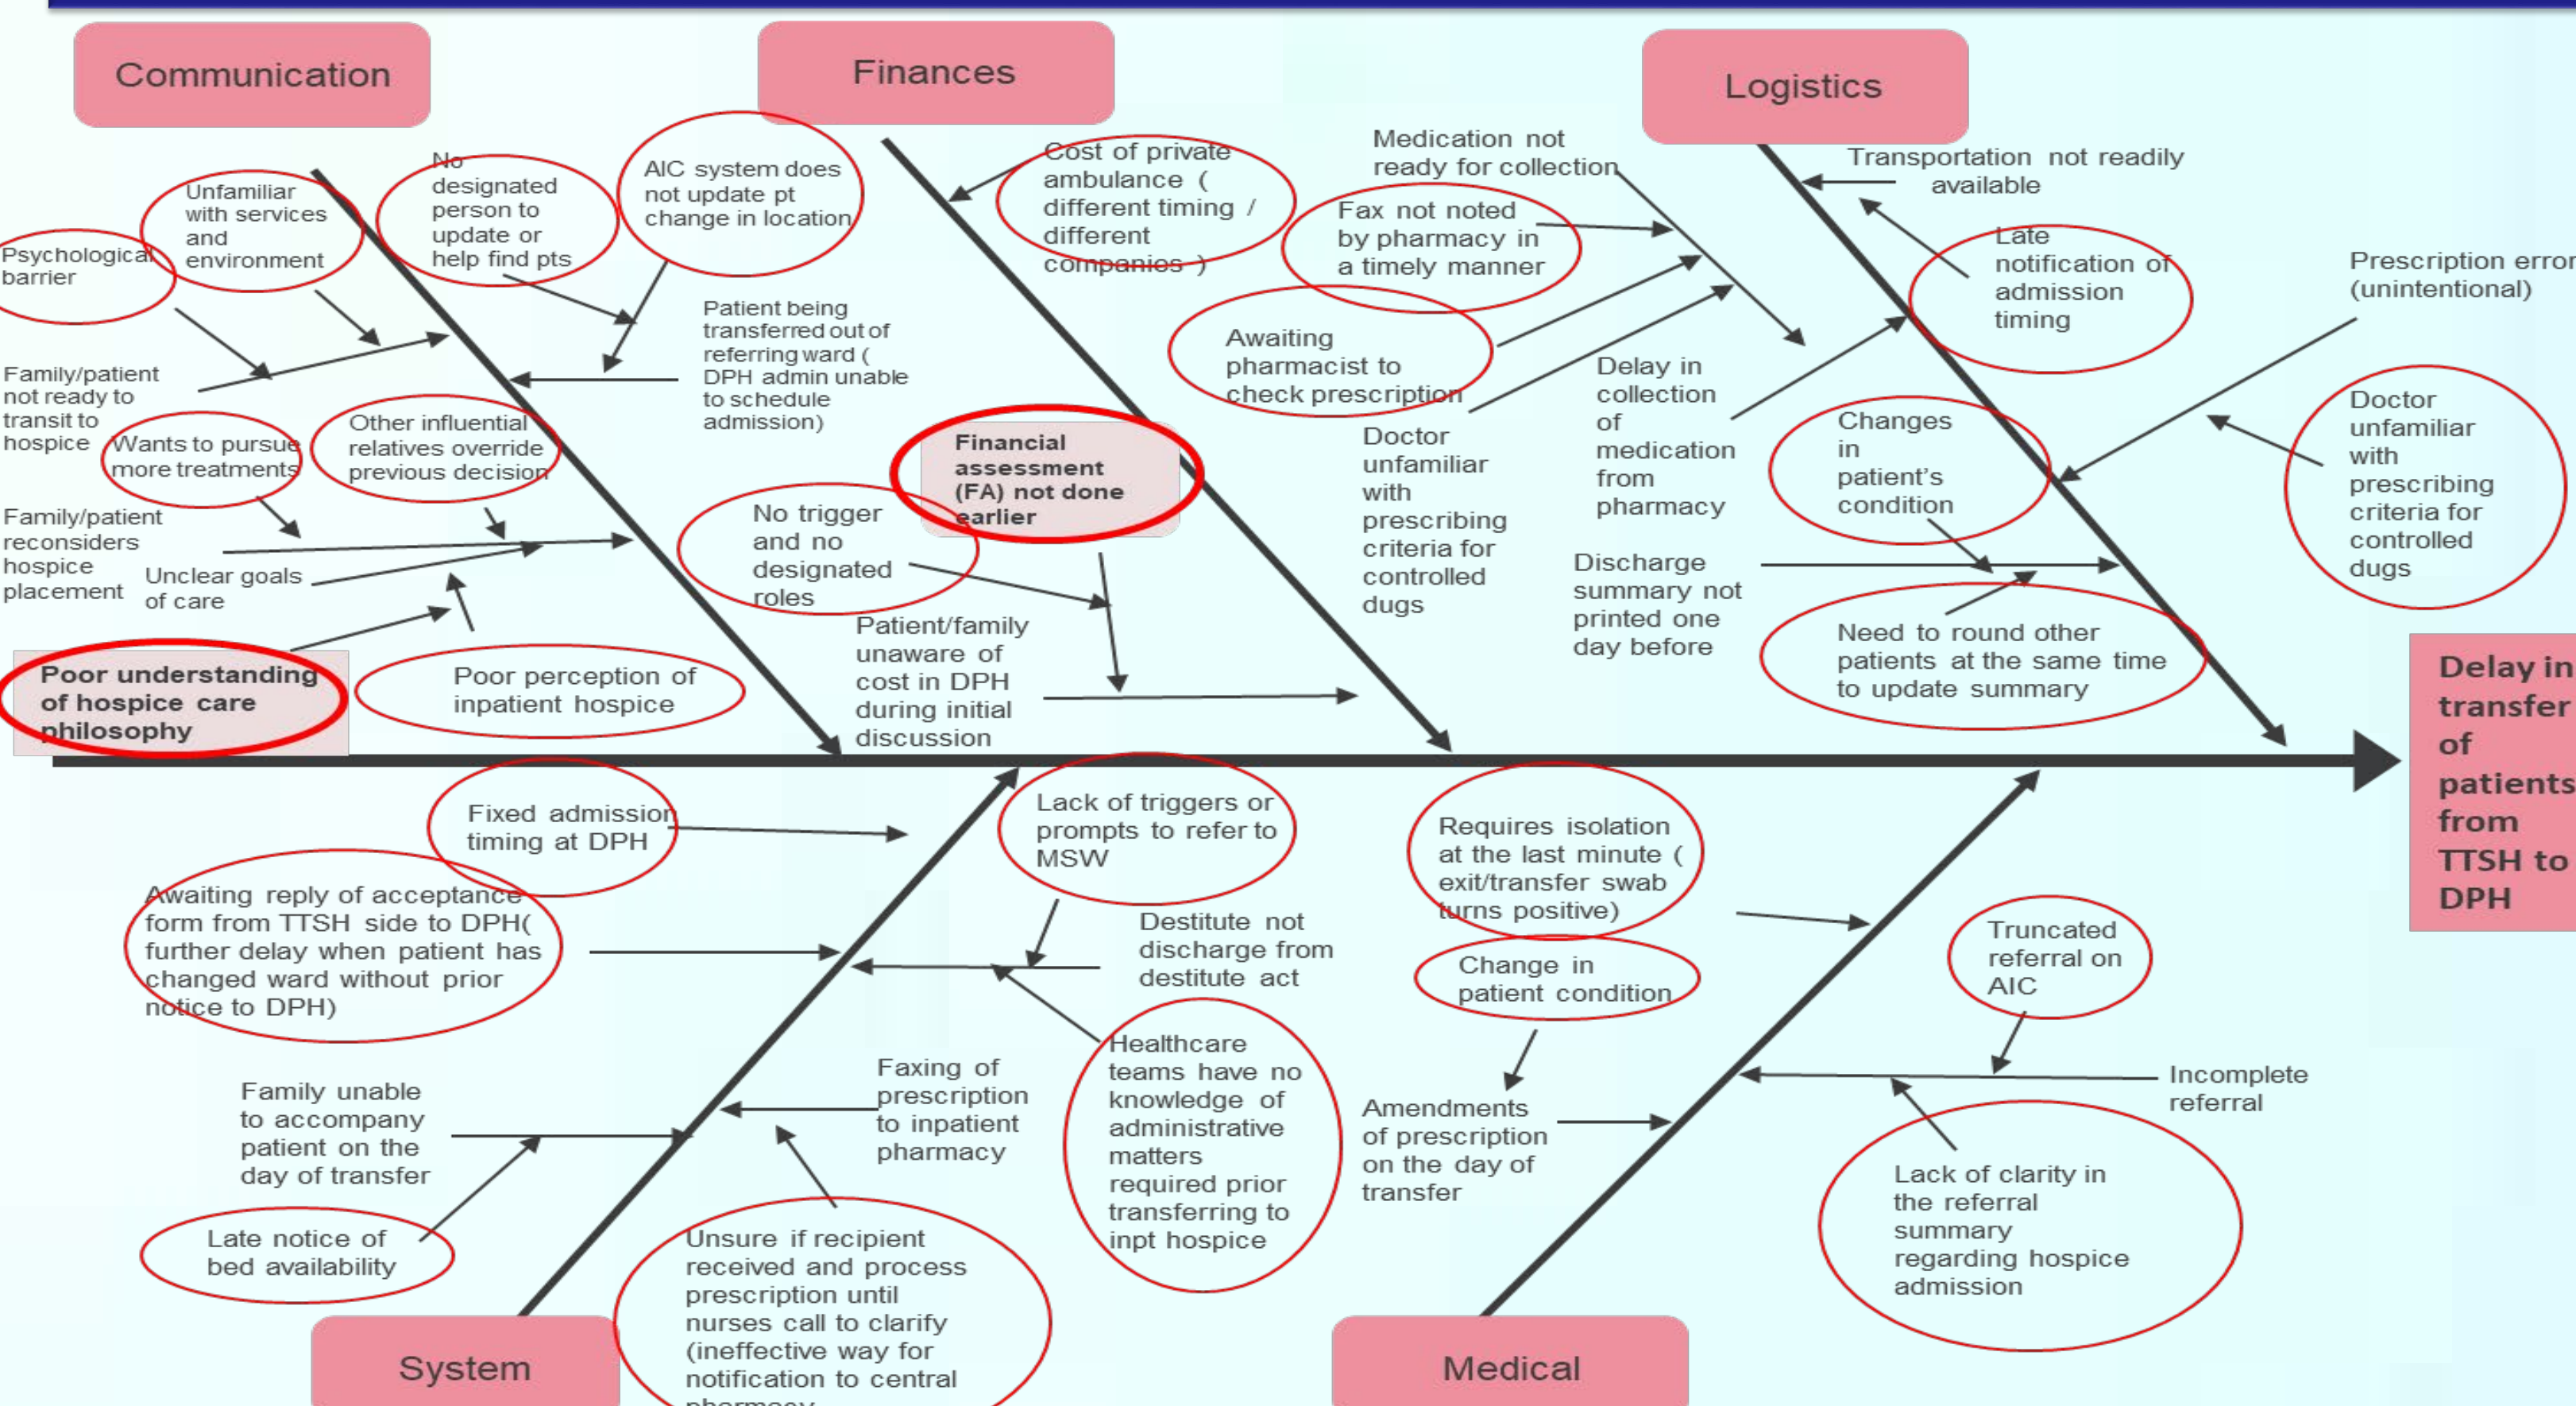 Communication
Finances
Logistics
No
designated
person to
update or
help find pts
AIC system does
not update pt
change in location
Unfamiliar
with services
and
environment
Psychological
barrier
Family/patient
not ready to
transit to
hospice
Wants to pursue
more treatments
Other influential
relatives override
previous decision
Patient being
transferred out of
referring ward (
DPH admin unable
to schedule
admission)
Family/patient
reconsiders
hospice
placement
Unclear goals
of care
Poor understanding
of hospice care
philosophy
Poor perception of
inpatient hospice
Cost of private
ambulance (
different timing /
different
companies )
Financial
assessment
(FA) not done
earlier
No trigger
and no
designated
roles
Patient/family
unaware of
cost in DPH
during initial
discussion
Medication not
ready for collection
Fax not noted
by pharmacy in
a timely manner
Awaiting
pharmacist to
check prescription
Doctor
unfamiliar
with
prescribing
criteria for
controlled
dugs
Delay in
collection
of
medication
from
pharmacy
Transportation not readily
available
Late
notification of
admission
timing
Prescription error
(unintentional)
Doctor
unfamiliar
with
prescribing
criteria for
controlled
dugs
Changes
in
patient's
condition
Discharge
summary not
printed one
day before
Need to round other
patients at the same time
to update summary
Delay in
transfer
of
patients
from
TTSH to
DPH
Fixed admission
timing at DPH
Awaiting reply of acceptance
form from TTSH side to DPH(
further delay when patient has
changed ward without prior
notice to DPH)
Family unable
to accompany
patient on the
day of transfer
Late notice of
bed availability
Lack of triggers or
prompts to refer to
MSW
Destitute not
discharge from
destitute act
Healthcare
teams have no
knowledge of
administrative
matters
required prior
transferring to
inpt hospice
Faxing of
prescription
to inpatient
pharmacy
Unsure if recipient
received and process
prescription until
nurses call to clarify
(ineffective way for
notification to central
pharmacy
Requires isolation
at the last minute (
exit/transfer swab
turns positive)
Change in
patient condition
Amendments
of prescription
on the day of
transfer
Truncated
referral on
AIC
Incomplete
referral
Lack of clarity in
the referral
summary
regarding hospice
admission
System
Medical